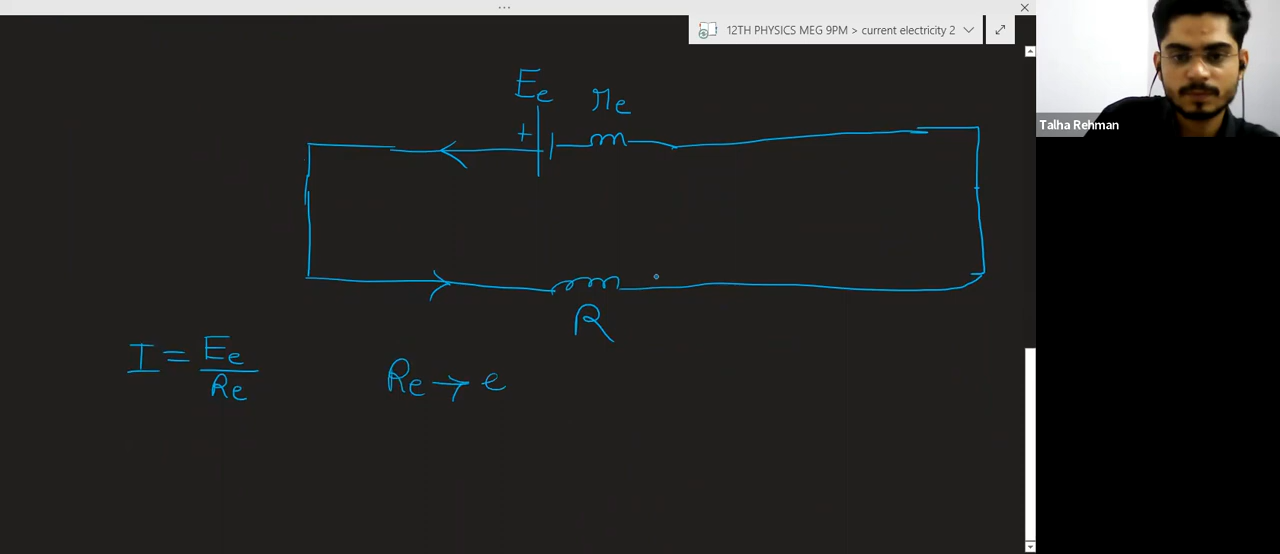 12TH PHYSICS MEG 9PM > current electricity 2
Talha Rehman
Ee
re
+
R
I = Ee/Re
Re → e